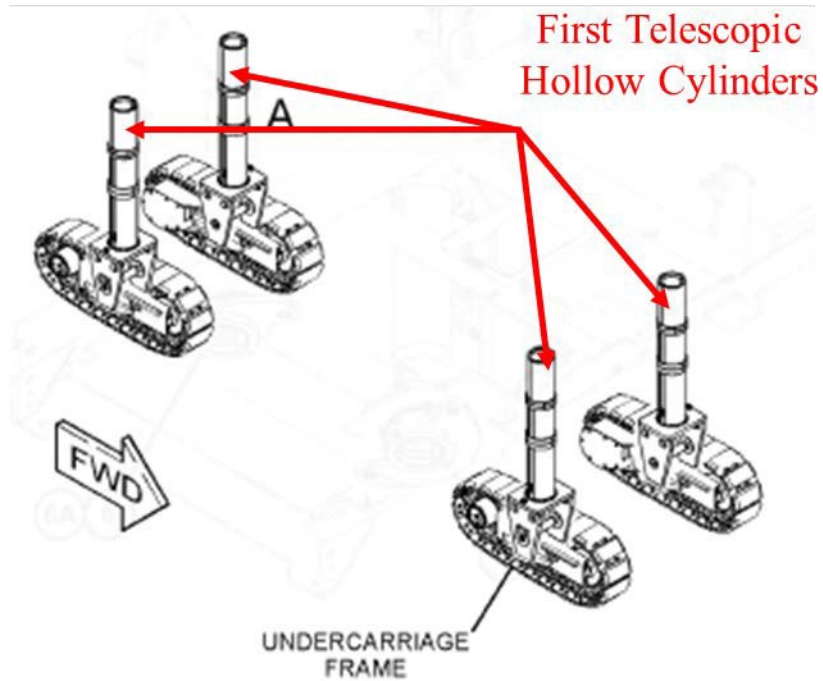 First Telescopic
Hollow Cylinders
A
FWD
UNDERCARRIAGE
FRAME